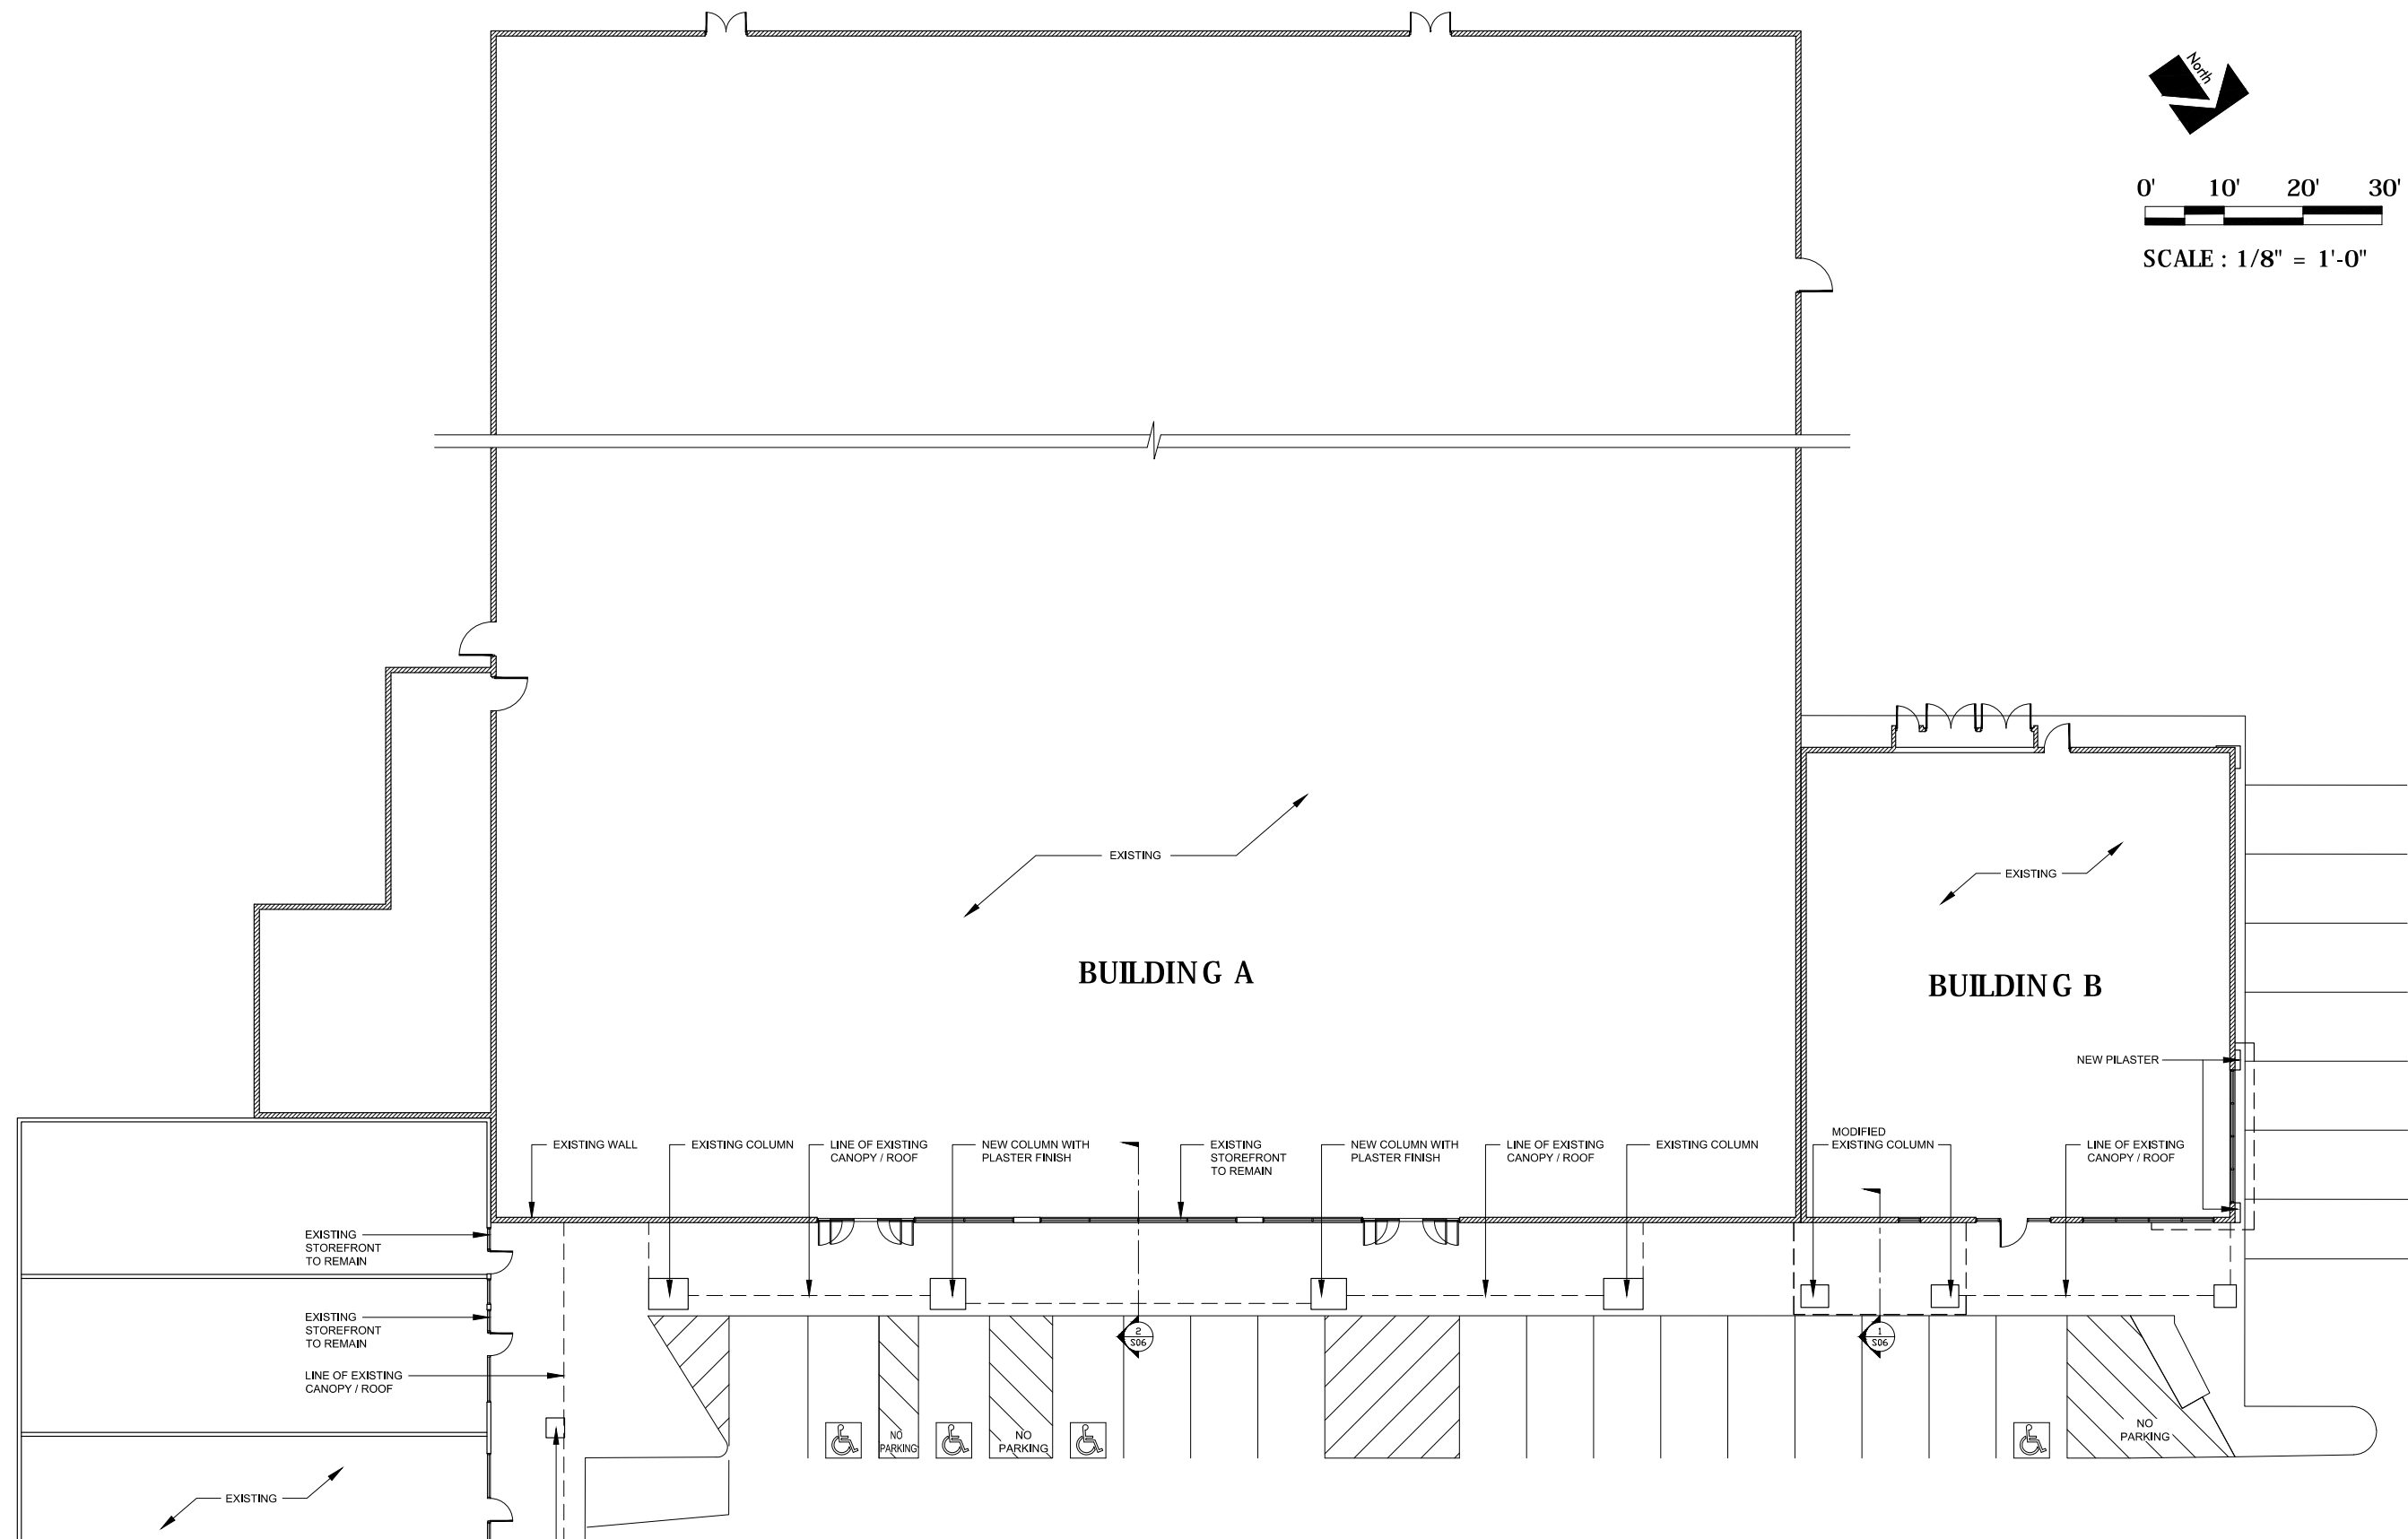 North
0' 10' 20' 30'
SCALE : 1/8" = 1'-0"
EXISTING
EXISTING
BUILDING A
BUILDING B
NEW PILASTER
EXISTING WALL
EXISTING COLUMN
LINE OF EXISTING
CANOPY / ROOF
NEW COLUMN WITH
PLASTER FINISH
EXISTING
STOREFRONT
TO REMAIN
NEW COLUMN WITH
PLASTER FINISH
LINE OF EXISTING
CANOPY / ROOF
EXISTING COLUMN
MODIFIED
EXISTING COLUMN
LINE OF EXISTING
CANOPY / ROOF
EXISTING
STOREFRONT
TO REMAIN
EXISTING
STOREFRONT
TO REMAIN
2
S06
1
S06
LINE OF EXISTING
CANOPY / ROOF
NO
PARKING
NO
PARKING
NO
PARKING
EXISTING